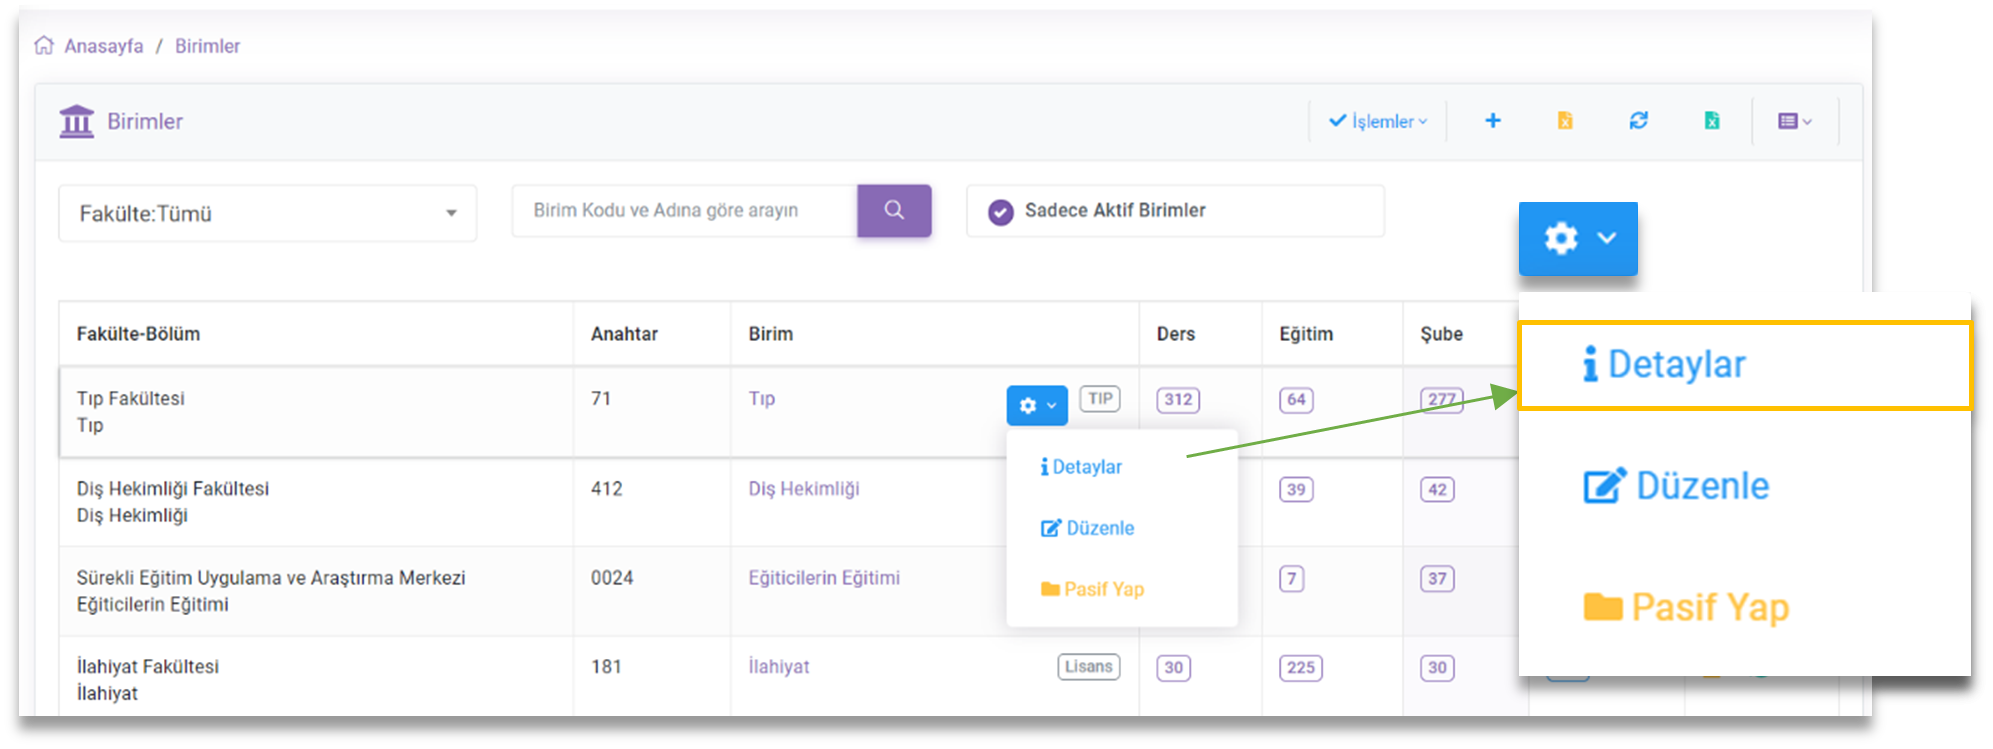 Anasayfa / Birimler
Birimler
İşlemler
Fakülte:Tümü
Birim Kodu ve Adına göre arayın
Sadece Aktif Birimler
Fakülte-Bölüm Anahtar Birim Ders Eğitim Şube
Tıp Fakültesi 71 Tıp TIP 312 64 277
Tıp
Detaylar
Düzenle
Pasif Yap
Diş Hekimliği Fakültesi 412 Diş Hekimliği 39 42
Diş Hekimliği
Sürekli Eğitim Uygulama ve Araştırma Merkezi 0024 Eğiticilerin Eğitimi 7 37
Eğiticilerin Eğitimi
İlahiyat Fakültesi 181 İlahiyat Lisans 30 225 30
İlahiyat
Detaylar
Düzenle
Pasif Yap